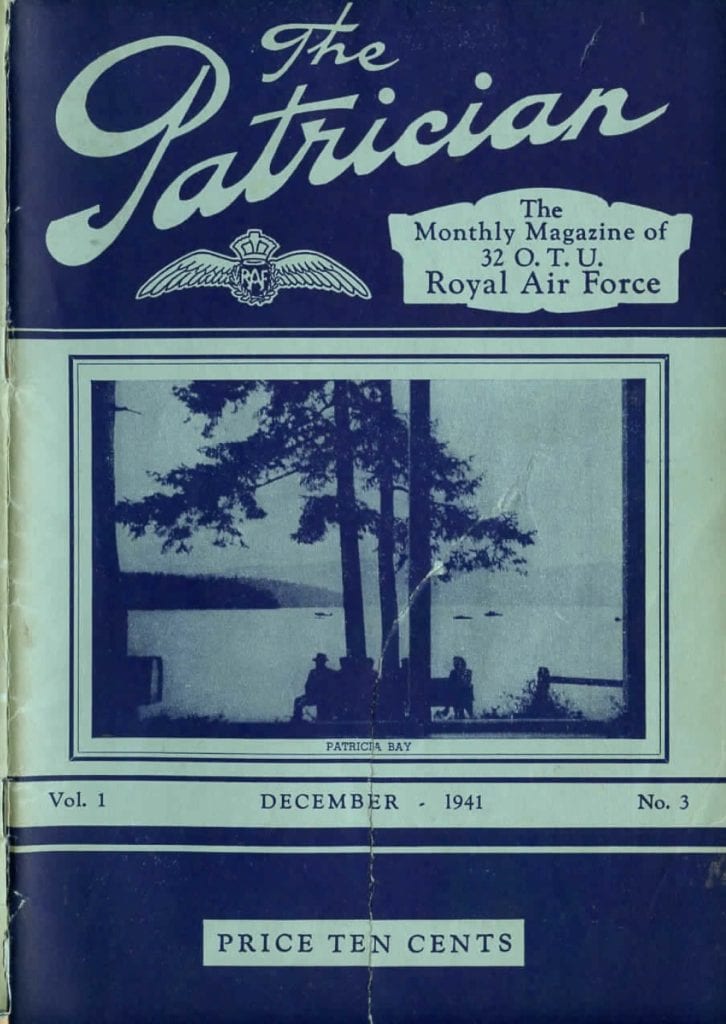 The
Patrician
The
Monthly Magazine of
32 O. T. U.
Royal Air Force
RAF
PATRICIA BAY
Vol. 1 DECEMBER - 1941 No. 3
PRICE TEN CENTS